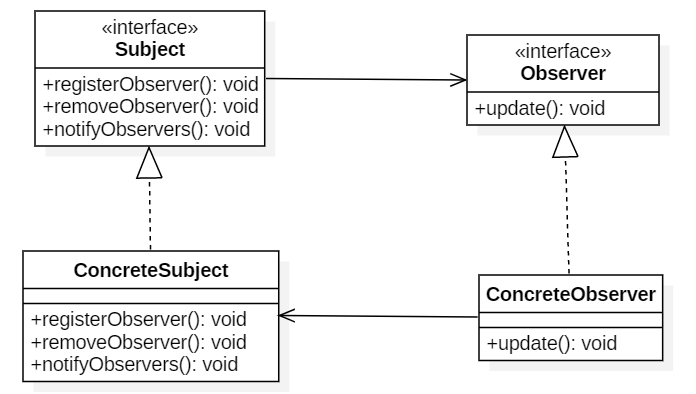 «interface»
Subject
+registerObserver(): void
+removeObserver(): void
+notifyObservers(): void
«interface»
Observer
+update(): void
ConcreteSubject
+registerObserver(): void
+removeObserver(): void
+notifyObservers(): void
ConcreteObserver
+update(): void